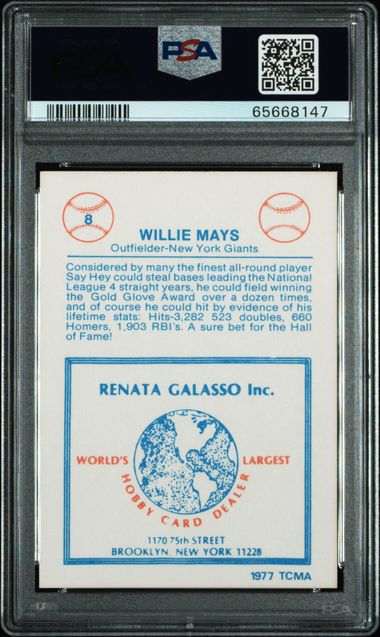 PSA
PSA
65668147
8
WILLIE MAYS
Outfielder-New York Giants
Considered by many the finest all-round player
Say Hey could steal bases leading the National
League 4 straight years, he could field winning
the Gold Glove Award over a dozen times,
and of course he could hit by evidence of his
lifetime stats: Hits-3,282 523 doubles, 660
Homers, 1,903 RBI's. A sure bet for the Hall
of Fame!
RENATA GALASSO Inc.
WORLD'S LARGEST
HOBBY CARD DEALER
1170 75th STREET
BROOKLYN, NEW YORK 11228
1977 TCMA